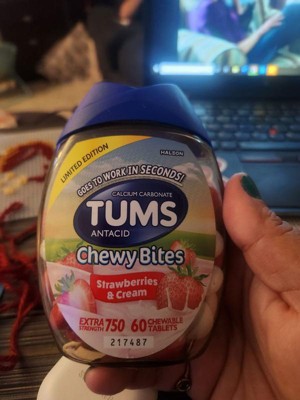 LIMITED EDITION
HALEON
GOES TO WORK IN SECONDS!
CALCIUM CARBONATE
TUMS
ANTACID
Chewy Bites
Strawberries
& Cream
EXTRA STRENGTH 750 60 CHEWABLE TABLETS
217487